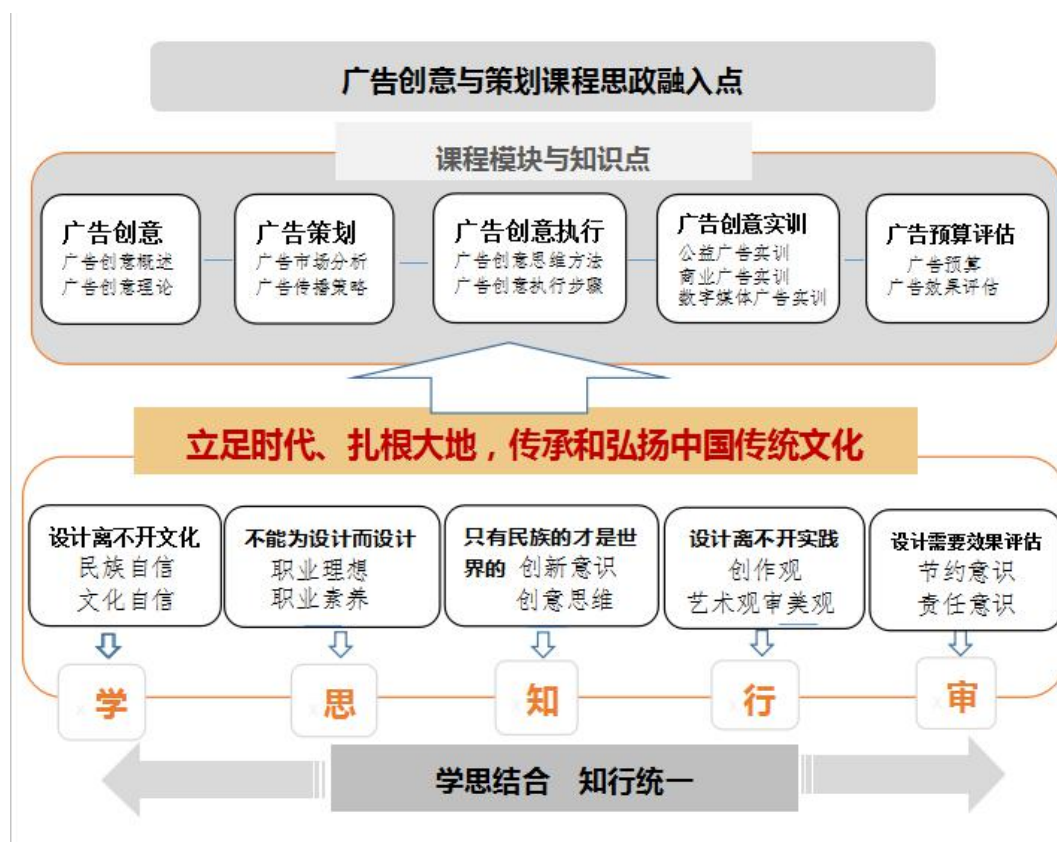 广告创意与策划课程思政融入点
课程模块与知识点
广告创意
广告创意概述
广告创意理论
广告策划
广告市场分析
广告传播策略
广告创意执行
广告创意思维方法
广告创意执行步骤
广告创意实训
公益广告实训
商业广告实训
数字媒体广告实训
广告预算评估
广告预算
广告效果评估
立足时代、扎根大地，传承和弘扬中国传统文化
设计离不开文化
民族自信
文化自信
不能为设计而设计
职业理想
职业素养
只有民族的才是世
界的 创新意识
创意思维
设计离不开实践
创作观
艺术观审美观
设计需要效果评估
节约意识
责任意识
学
思
知
行
审
学思结合 知行统一